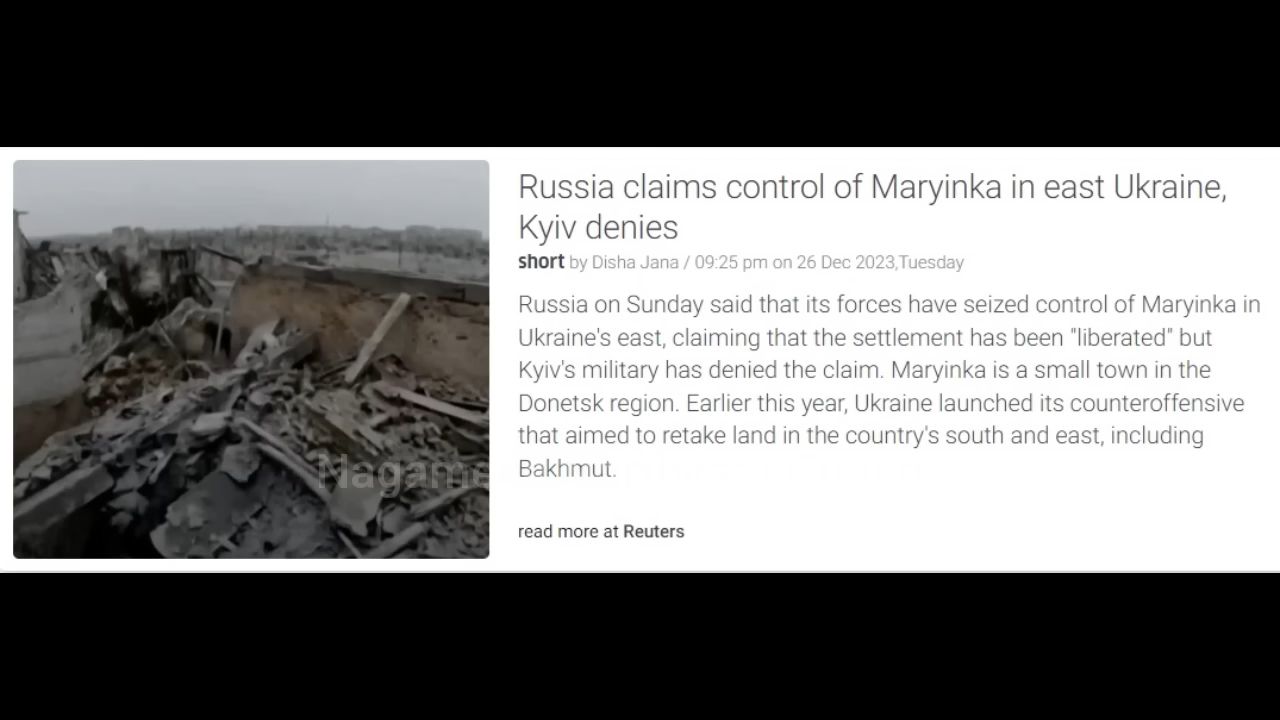 Russia claims control of Maryinka in east Ukraine,
Kyiv denies
short by Disha Jana / 09:25 pm on 26 Dec 2023,Tuesday
Russia on Sunday said that its forces have seized control of Maryinka in
Ukraine's east, claiming that the settlement has been "liberated" but
Kyiv's military has denied the claim. Maryinka is a small town in the
Donetsk region. Earlier this year, Ukraine launched its counteroffensive
that aimed to retake land in the country's south and east, including
Bakhmut.
read more at Reuters